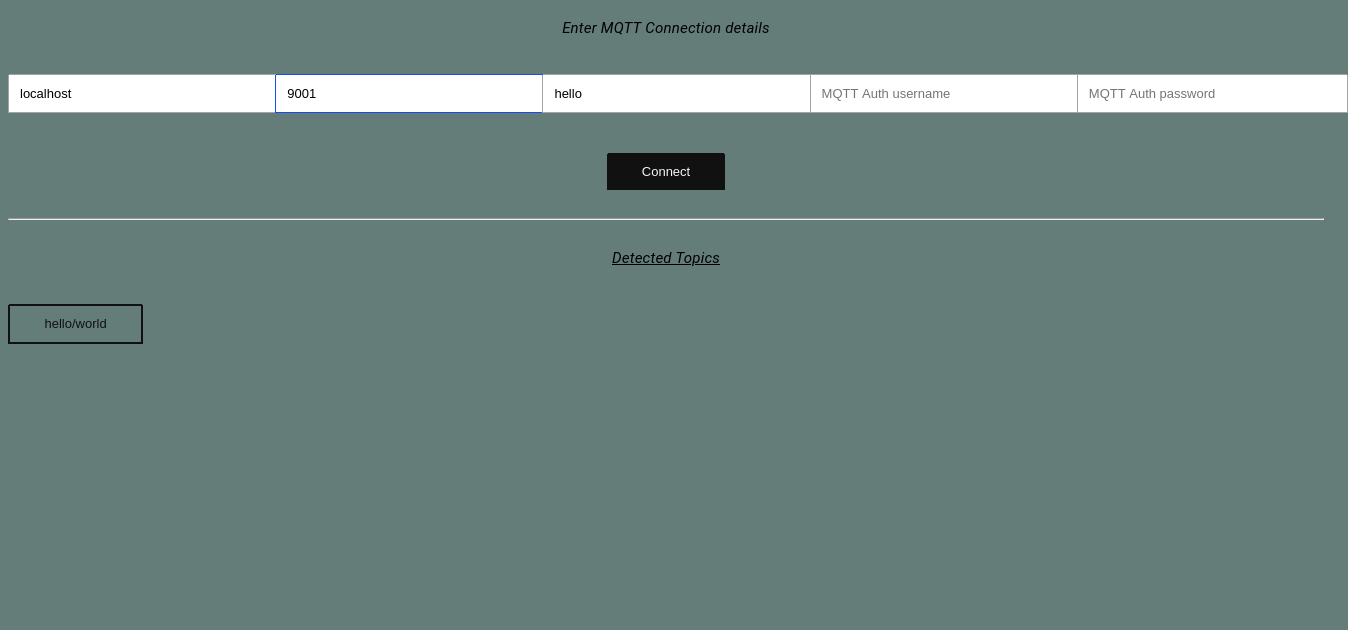 Enter MQTT Connection details
localhost 9001 hello MQTT Auth username MQTT Auth password
Connect
Detected Topics
hello/world